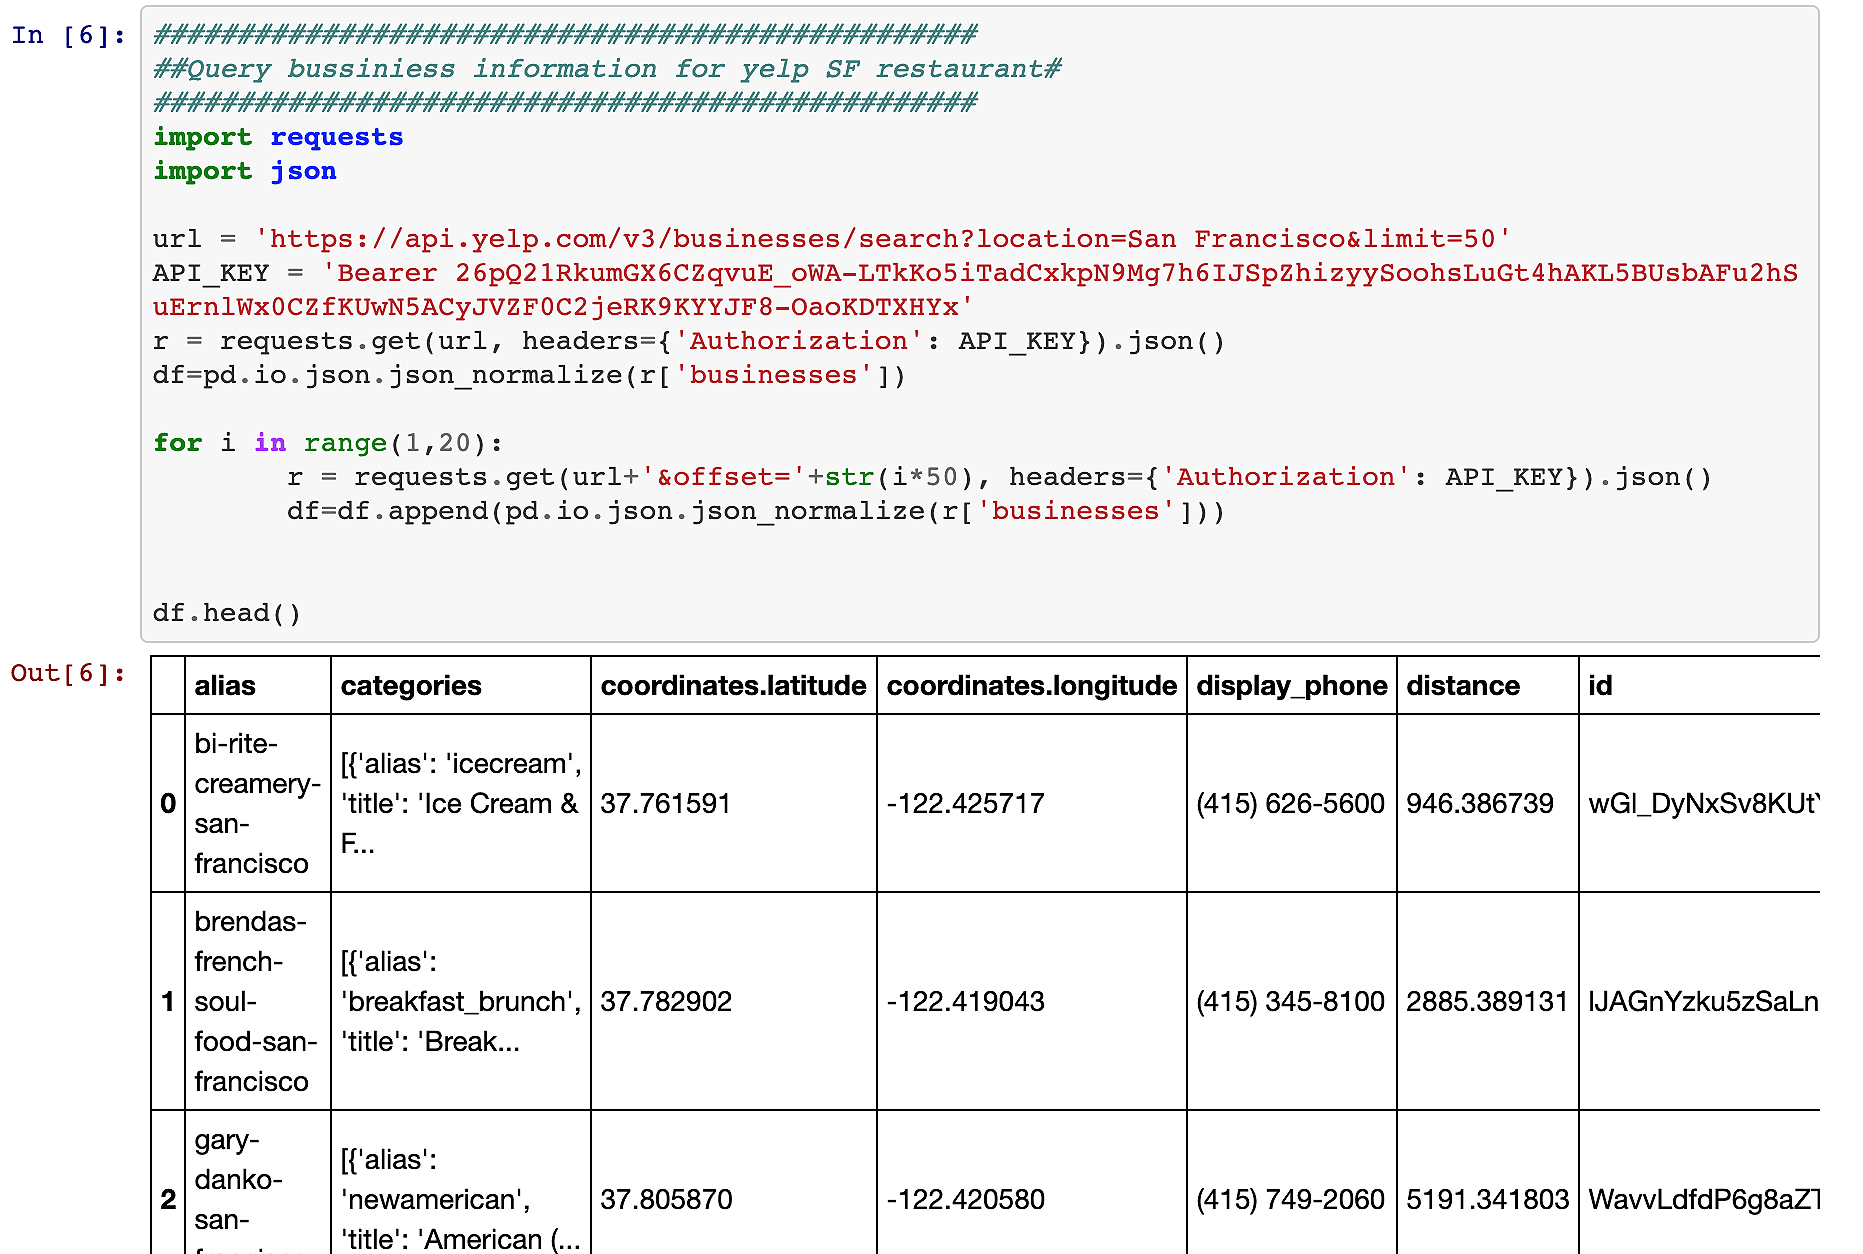 In [6]:
#################################################
##Query bussiniess information for yelp SF restaurant#
#################################################
import requests
import json
url = 'https://api.yelp.com/v3/businesses/search?location=San Francisco&limit=50'
API_KEY = 'Bearer 26pQ21RkumGX6CZqvuE_oWA-LTkKo5iTadCxkpN9Mg7h6IJSpZhizyySoohsLuGt4hAKL5BUsbAFu2hS
uErnlWx0CZfKUwN5ACyJVZF0C2jeRK9KYYJF8-OaoKDTXHYx'
r = requests.get(url, headers={'Authorization': API_KEY}).json()
df=pd.io.json.json_normalize(r['businesses'])
for i in range(1,20):
r = requests.get(url+'&offset='+str(i*50), headers={'Authorization': API_KEY}).json()
df=df.append(pd.io.json.json_normalize(r['businesses']))
df.head()
Out[6]:
alias categories coordinates.latitude coordinates.longitude display_phone distance id
0
bi-rite-
creamery-
san-
francisco
[{'alias': 'icecream',
'title': 'Ice Cream &
F...
37.761591
-122.425717
(415) 626-5600
946.386739
wGl_DyNxSv8KUt
1
brendas-
french-
soul-
food-san-
francisco
[{'alias':
'breakfast_brunch',
'title': 'Break...
37.782902
-122.419043
(415) 345-8100
2885.389131
lJAGnYzku5zSaLn
2
gary-
danko-
san-
[{'alias':
'newamerican',
'title': 'American (...
37.805870
-122.420580
(415) 749-2060
5191.341803
WavvLdfdP6g8aZ